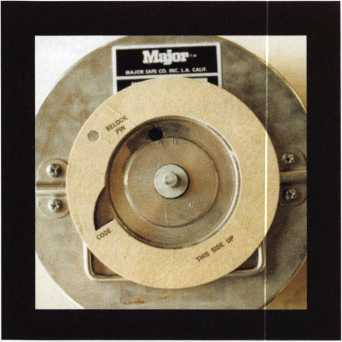 Major
MAJOR SAFE CO. INC. L.A. CALIF.
RELOCK
PIN
CODE
THIS SIDE UP